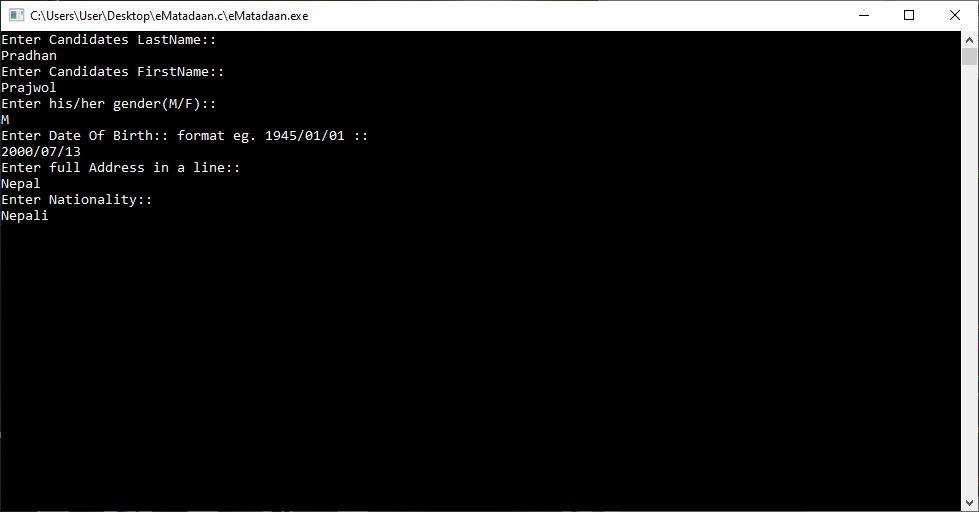 C:\Users\User\Desktop\eMatadaan.c\eMatadaan.exe
Enter Candidates LastName::
Pradhan
Enter Candidates FirstName::
Prajwol
Enter his/her gender(M/F)::
M
Enter Date Of Birth:: format eg. 1945/01/01 ::
2000/07/13
Enter full Address in a line::
Nepal
Enter Nationality::
Nepali